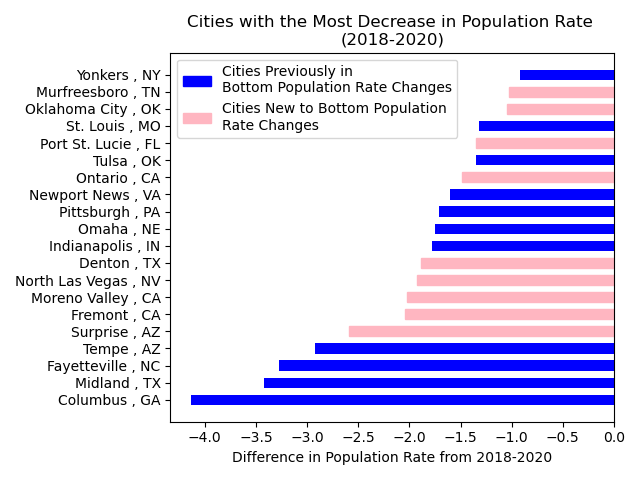 Cities with the Most Decrease in Population Rate
(2018-2020)
Cities Previously in
Bottom Population Rate Changes
Cities New to Bottom Population
Rate Changes
Yonkers , NY
Murfreesboro , TN
Oklahoma City , OK
St. Louis , MO
Port St. Lucie , FL
Tulsa , OK
Ontario , CA
Newport News , VA
Pittsburgh , PA
Omaha , NE
Indianapolis , IN
Denton , TX
North Las Vegas , NV
Moreno Valley , CA
Fremont , CA
Surprise , AZ
Tempe , AZ
Fayetteville , NC
Midland , TX
Columbus , GA
−4.0 −3.5 −3.0 −2.5 −2.0 −1.5 −1.0 −0.5 0.0
Difference in Population Rate from 2018-2020